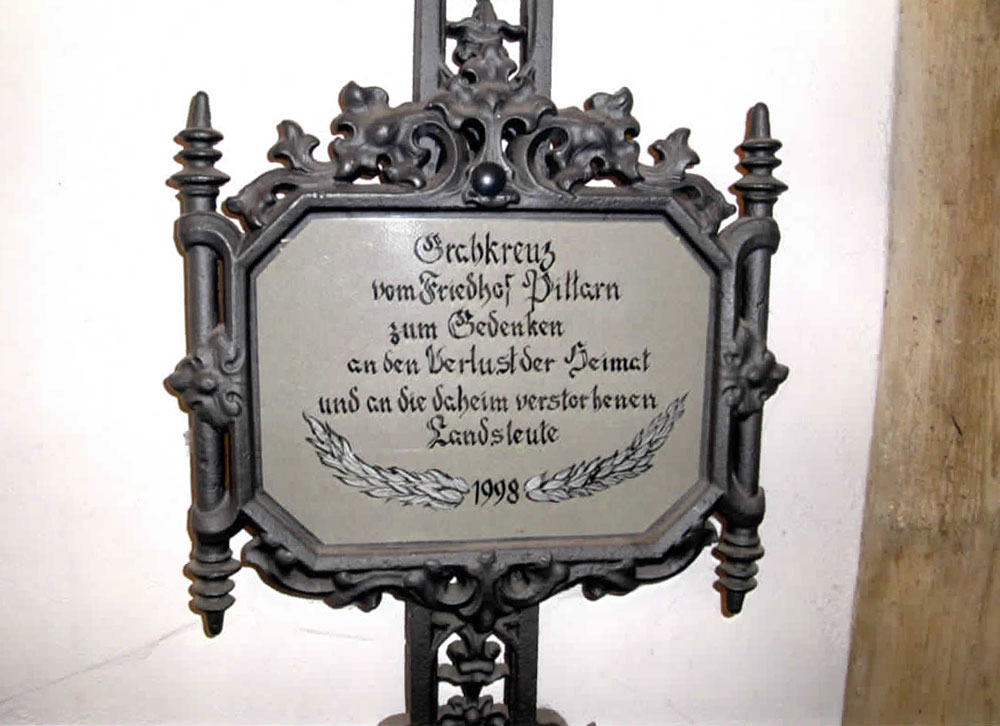 Grabkreuz
vom Friedhof Pittarn
zum Gedenken
an den Verlust der Heimat
und an die daheim verstorbenen
Landsleute
1998